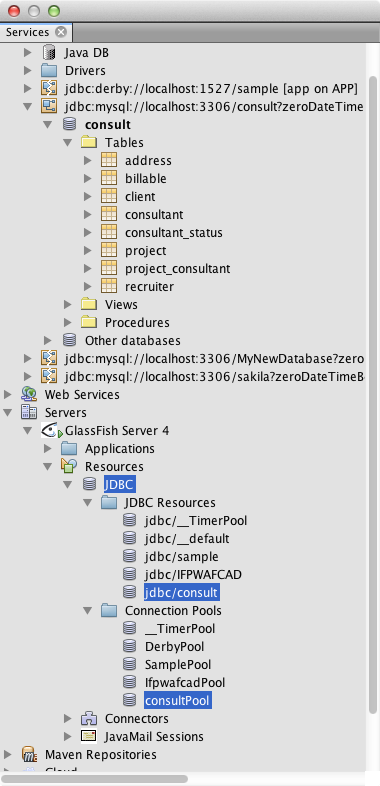 Services
Java DB
Drivers
jdbc:derby://localhost:1527/sample [app on APP]
jdbc:mysql://localhost:3306/consult?zeroDateTime
consult
Tables
address
billable
client
consultant
consultant_status
project
project_consultant
recruiter
Views
Procedures
Other databases
jdbc:mysql://localhost:3306/MyNewDatabase?zero
jdbc:mysql://localhost:3306/sakila?zeroDateTimeB
Web Services
Servers
GlassFish Server 4
Applications
Resources
JDBC
JDBC Resources
jdbc/__TimerPool
jdbc/__default
jdbc/sample
jdbc/IFPWAFCAD
jdbc/consult
Connection Pools
__TimerPool
DerbyPool
SamplePool
IfpwafcadPool
consultPool
Connectors
JavaMail Sessions
Maven Repositories
Cloud